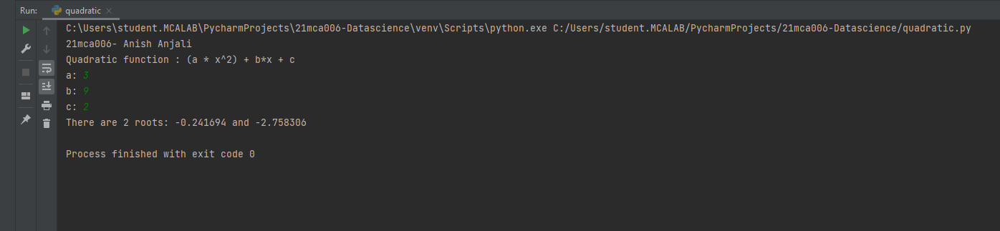 Run: quadratic
C:\Users\student.MCALAB\PycharmProjects\21mca006-Datascience\venv\Scripts\python.exe C:/Users/student.MCALAB/PycharmProjects/21mca006-Datascience/quadratic.py
21mca006- Anish Anjali
Quadratic function : (a * x^2) + b*x + c
a: 3
b: 9
c: 2
There are 2 roots: -0.241694 and -2.758306
Process finished with exit code 0